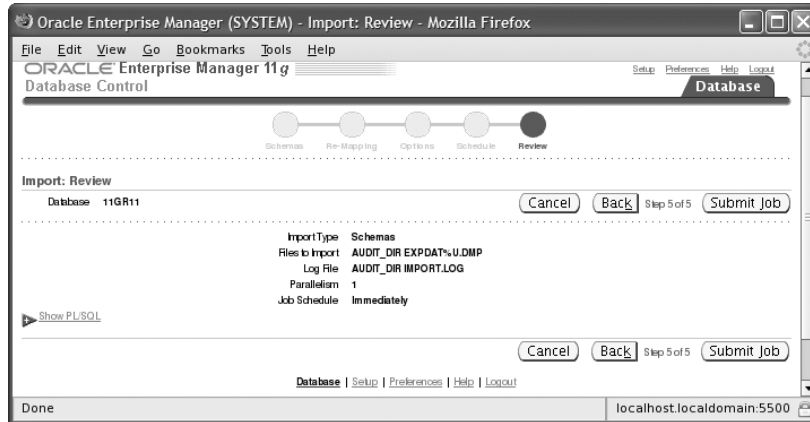 Oracle Enterprise Manager (SYSTEM) - Import: Review - Mozilla Firefox
File Edit View Go Bookmarks Tools Help
ORACLE Enterprise Manager 11g
Setup Preferences Help Logout
Database Control
Database
Schemas Re-Mapping Options Schedule Review
Import: Review
Database 11GR11
Cancel Back Step 5 of 5 Submit Job
Import Type Schemas
Files to Import AUDIT_DIR EXPDAT%U.DMP
Log File AUDIT_DIR IMPORT.LOG
Parallelism 1
Job Schedule Immediately
Show PL/SQL
Cancel Back Step 5 of 5 Submit Job
Database | Setup | Preferences | Help | Logout
Done
localhost.localdomain:5500